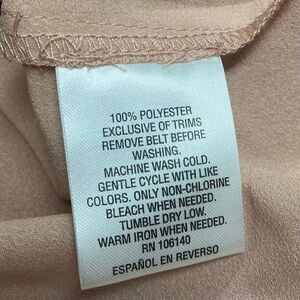 100% POLYESTER
EXCLUSIVE OF TRIMS
REMOVE BELT BEFORE
WASHING.
MACHINE WASH COLD.
GENTLE CYCLE WITH LIKE
COLORS. ONLY NON-CHLORINE
BLEACH WHEN NEEDED.
TUMBLE DRY LOW.
WARM IRON WHEN NEEDED.
RN 106140
ESPAÑOL EN REVERSO